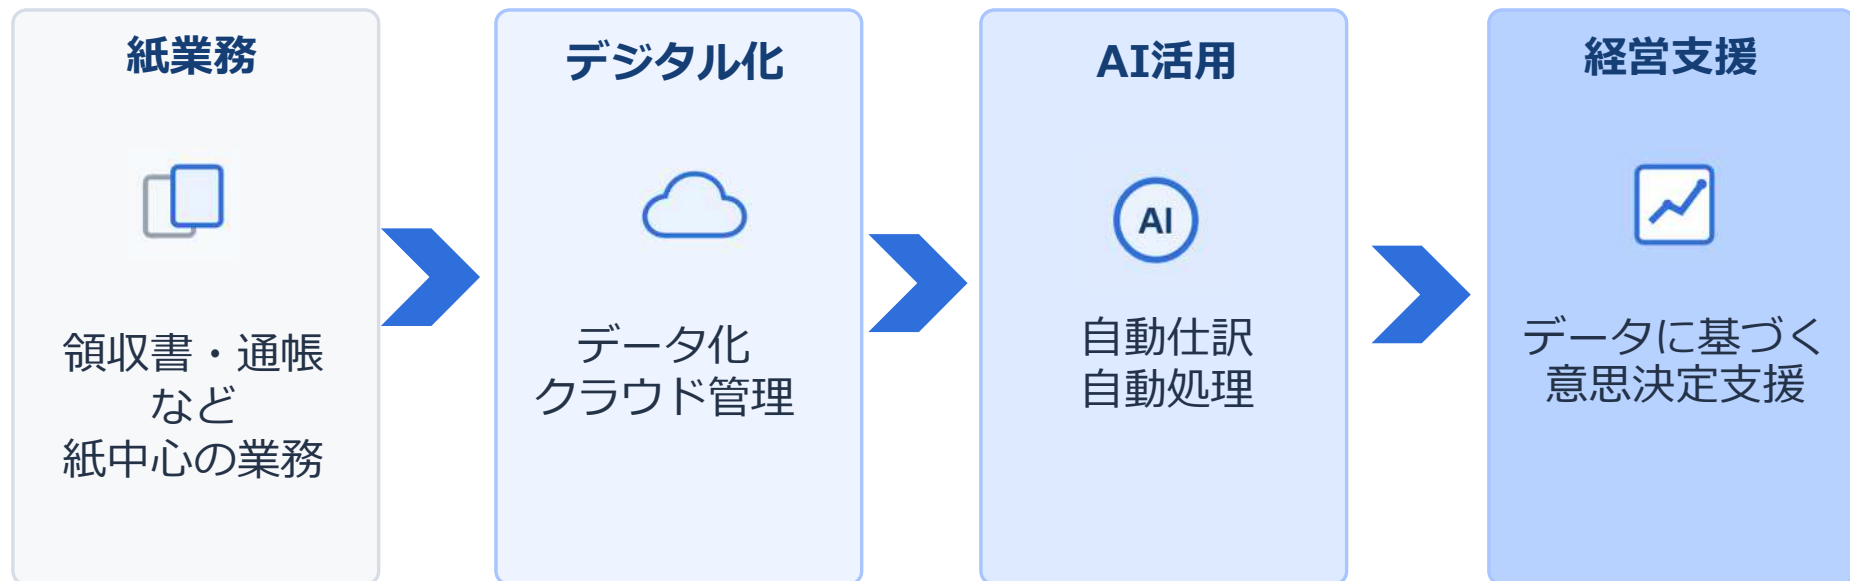 紙業務
領収書・通帳
など
紙中心の業務
デジタル化
データ化
クラウド管理
AI活用
AI
自動仕訳
自動処理
経営支援
データに基づく
意思決定支援